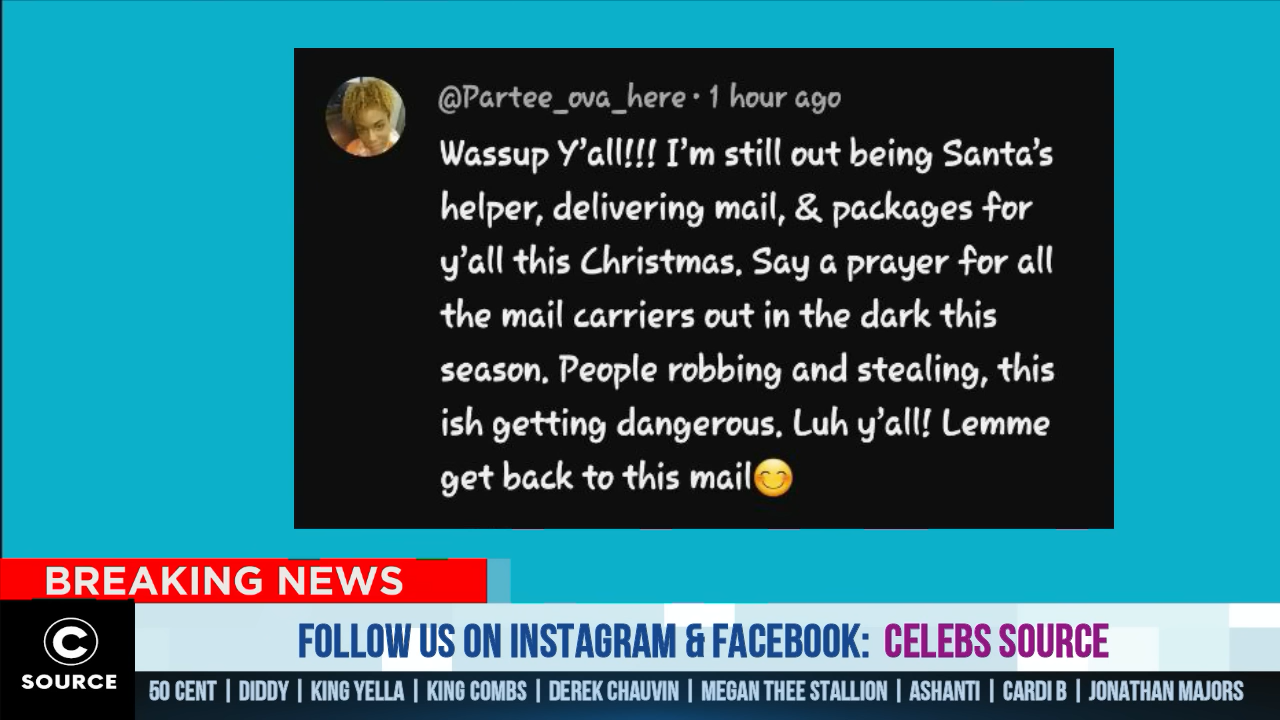 @Partee_ova_here • 1 hour ago
Wassup Y'all!!! I'm still out being Santa's
helper, delivering mail, & packages for
y'all this Christmas. Say a prayer for all
the mail carriers out in the dark this
season. People robbing and stealing, this
ish getting dangerous. Luh y'all! Lemme
get back to this mail😊
BREAKING NEWS
C
SOURCE
FOLLOW US ON INSTAGRAM & FACEBOOK: CELEBS SOURCE
50 CENT | DIDDY | KING YELLA | KING COMBS | DEREK CHAUVIN | MEGAN THEE STALLION | ASHANTI | CARDI B | JONATHAN MAJORS